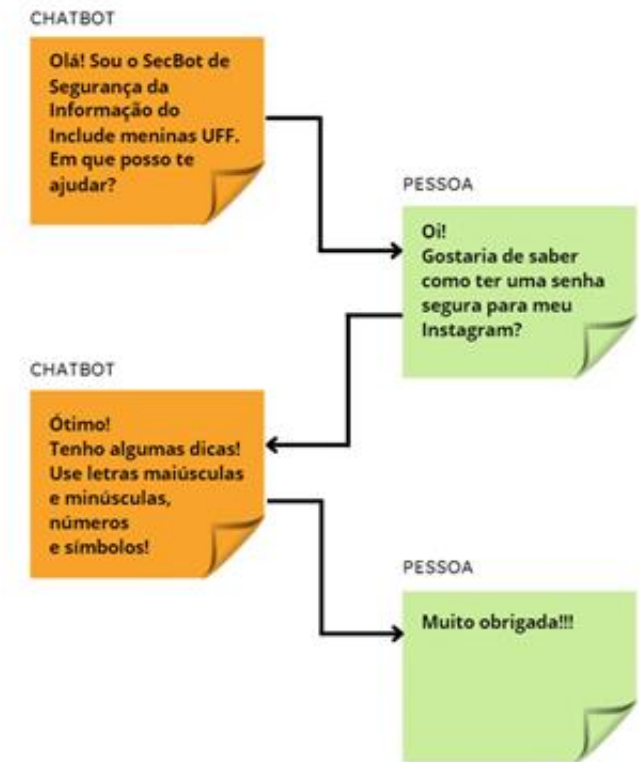 CHATBOT
Olá! Sou o SecBot de
Segurança da
Informação do
Include meninas UFF.
Em que posso te
ajudar?
PESSOA
Oi!
Gostaria de saber
como ter uma senha
segura para meu
Instagram?
CHATBOT
Ótimo!
Tenho algumas dicas!
Use letras maiúsculas
e minúsculas,
números
e símbolos!
PESSOA
Muito obrigada!!!